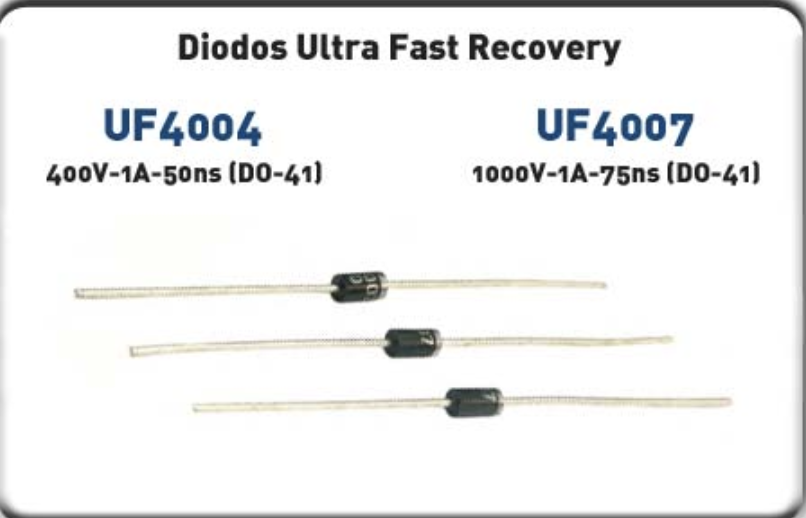 Diodos Ultra Fast Recovery
UF4004 UF4007
400V-1A-50ns (DO-41) 1000V-1A-75ns (DO-41)